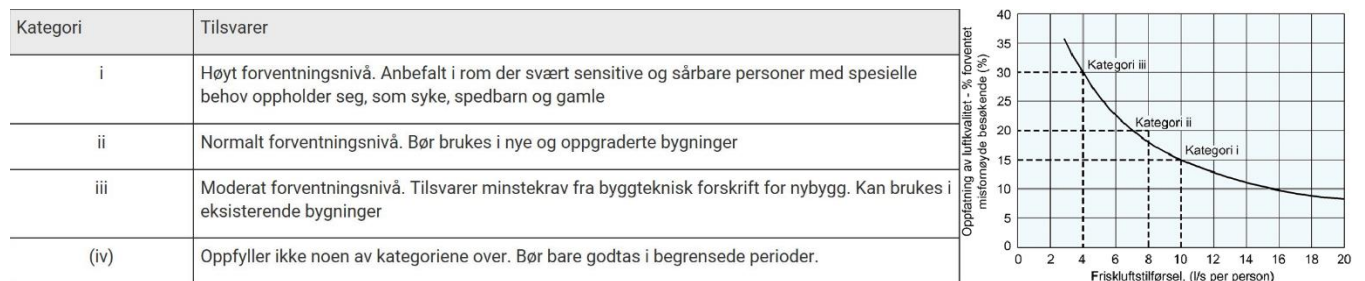 Kategori
Tilsvarer
i
Høyt forventningsnivå. Anbefalt i rom der svært sensitive og sårbare personer med spesielle
behov oppholder seg, som syke, spedbarn og gamle
ii
Normalt forventningsnivå. Bør brukes i nye og oppgraderte bygninger
iii
Moderat forventningsnivå. Tilsvarer minstekrav fra byggteknisk forskrift for nybygg. Kan brukes i
eksisterende bygninger
(iv)
Oppfyller ikke noen av kategoriene over. Bør bare godtas i begrensede perioder.
Oppfatning av luftkvalitet - % forventet
misfornøyde besøkende (%)
40
35
30
25
20
15
10
5
0
Kategori iii
Kategori ii
Kategori i
0 2 4 6 8 10 12 14 16 18 20
Friskluftstilførsel, (l/s per person)